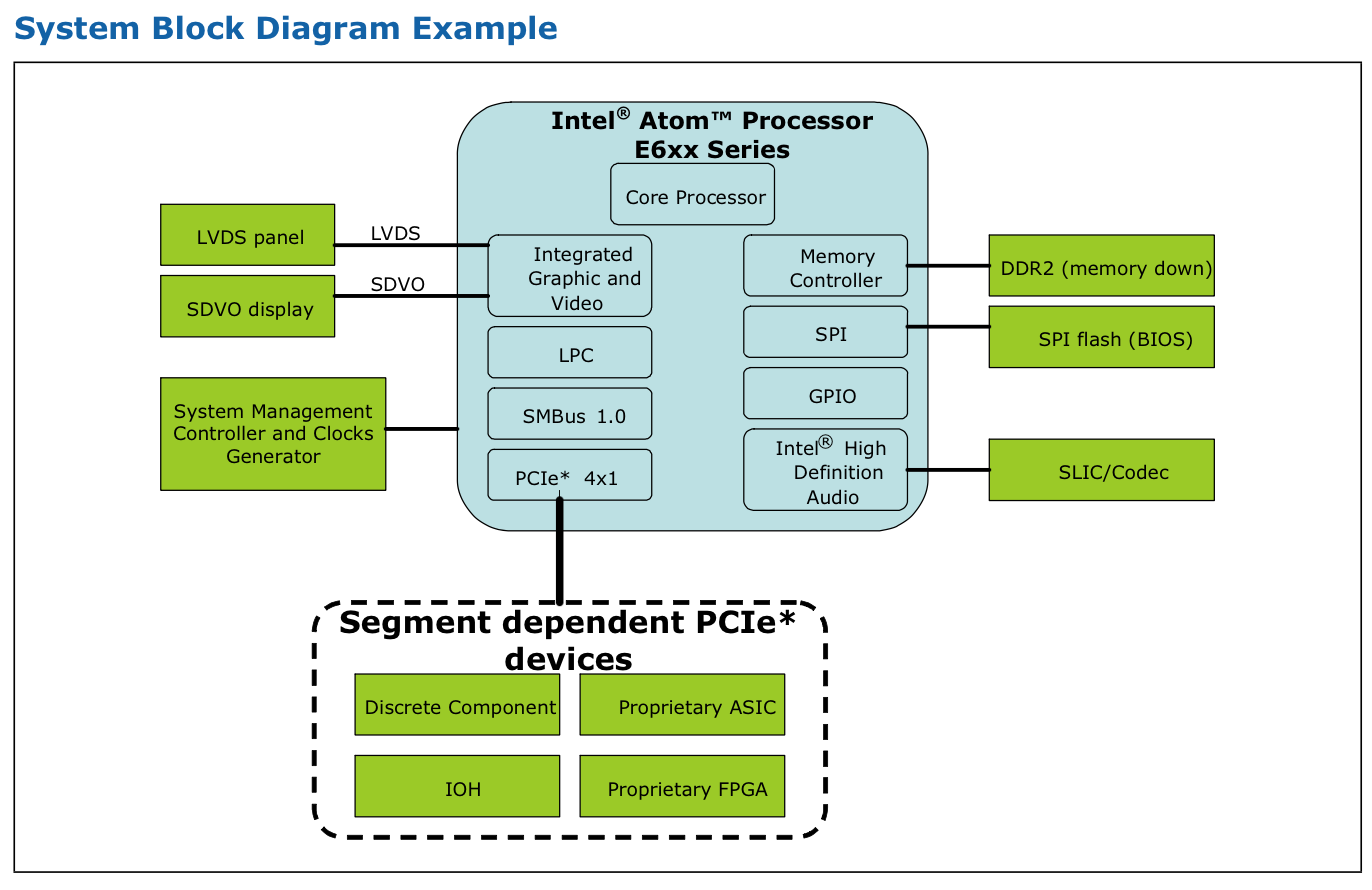 System Block Diagram Example
Intel® Atom™ Processor
E6xx Series
Core Processor
LVDS panel
LVDS
SDVO display
SDVO
Integrated
Graphic and
Video
LPC
SMBus 1.0
PCIe* 4x1
System Management
Controller and Clocks
Generator
Memory
Controller
SPI
GPIO
Intel® High
Definition
Audio
DDR2 (memory down)
SPI flash (BIOS)
SLIC/Codec
Segment dependent PCIe*
devices
Discrete Component
Proprietary ASIC
IOH
Proprietary FPGA